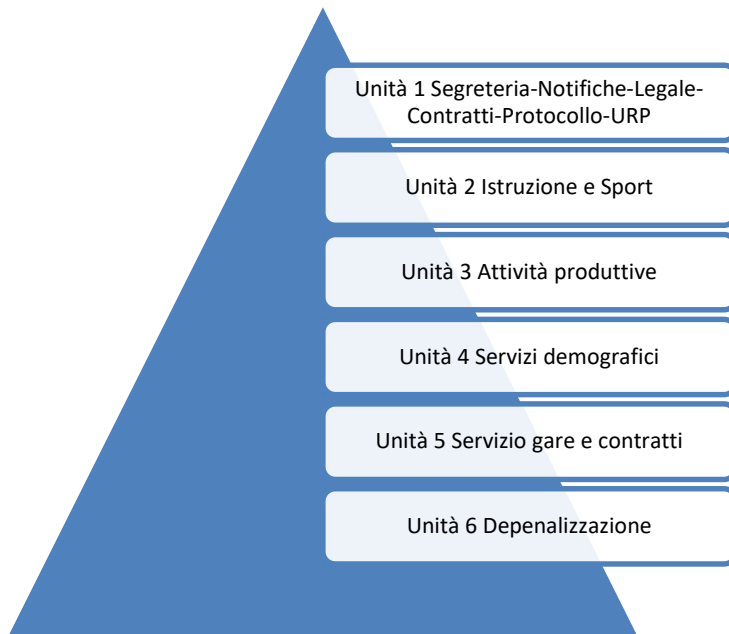 Unità 1 Segreteria-Notifiche-Legale-
Contratti-Protocollo-URP
Unità 2 Istruzione e Sport
Unità 3 Attività produttive
Unità 4 Servizi demografici
Unità 5 Servizio gare e contratti
Unità 6 Depenalizzazione